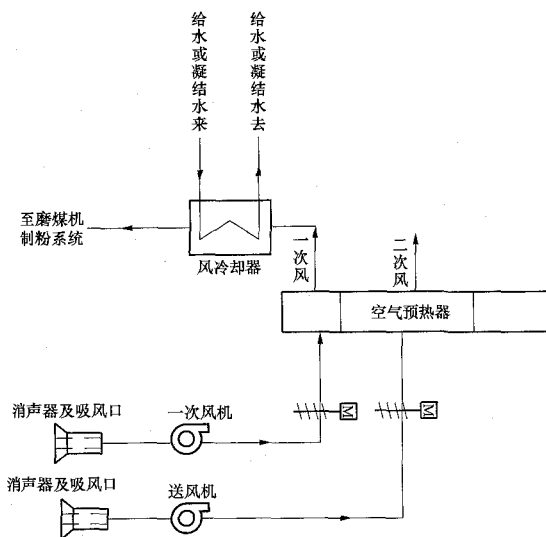 给水或凝结水来
给水或凝结水去
至磨煤机
制粉系统
风冷却器
一次风
二次风
空气预热器
M
M
消声器及吸风口
一次风机
消声器及吸风口
送风机